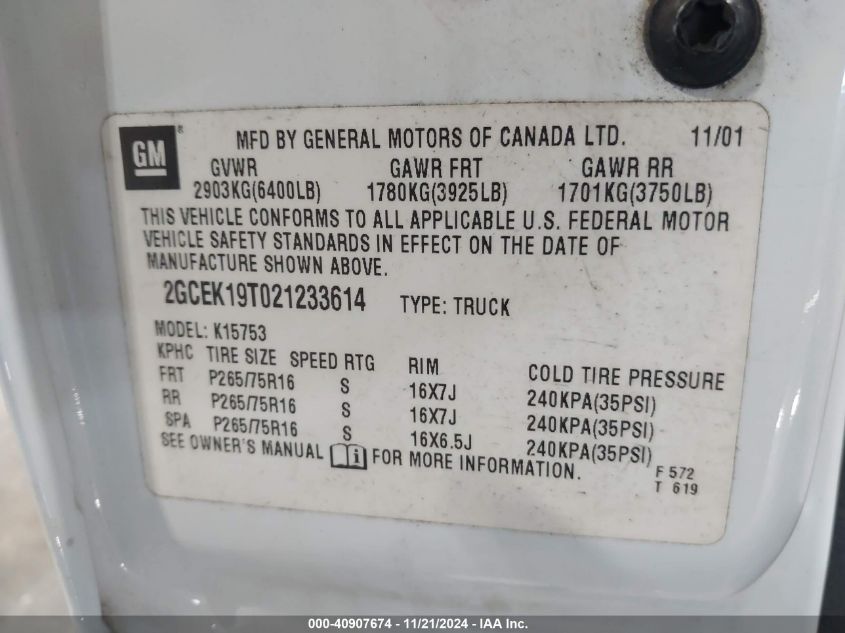 GM ® MFD BY GENERAL MOTORS OF CANADA LTD. 11/01
GVWR GAWR FRT GAWR RR
2903KG(6400LB) 1780KG(3925LB) 1701KG(3750LB)
THIS VEHICLE CONFORMS TO ALL APPLICABLE U.S. FEDERAL MOTOR
VEHICLE SAFETY STANDARDS IN EFFECT ON THE DATE OF
MANUFACTURE SHOWN ABOVE.
2GCEK19T021233614 TYPE: TRUCK
MODEL: K15753
KPHC TIRE SIZE SPEED RTG RIM COLD TIRE PRESSURE
FRT P265/75R16 S 16X7J 240KPA(35PSI)
RR P265/75R16 S 16X7J 240KPA(35PSI)
SPA P265/75R16 S 16X6.5J 240KPA(35PSI)
SEE OWNER'S MANUAL i FOR MORE INFORMATION.
F 572
T 619
000-40907674 - 11/21/2024 - IAA Inc.